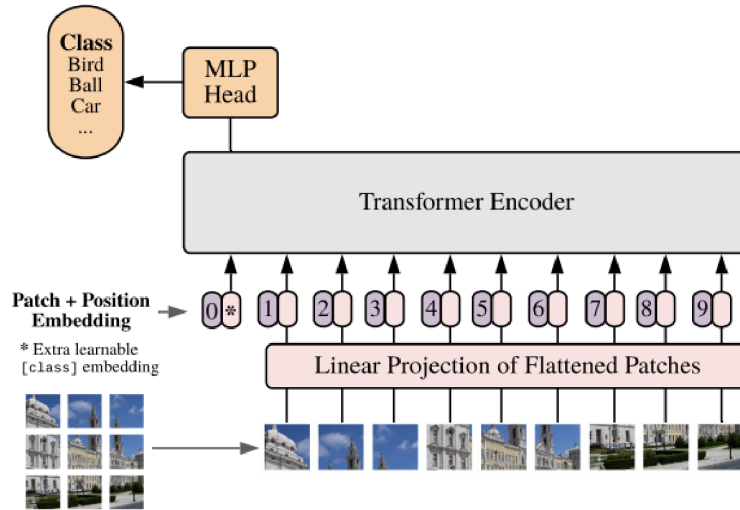 Class
Bird
Ball
Car
...
MLP
Head
Transformer Encoder
Patch + Position
Embedding
0 * 1 2 3 4 5 6 7 8 9
* Extra learnable
[class] embedding
Linear Projection of Flattened Patches